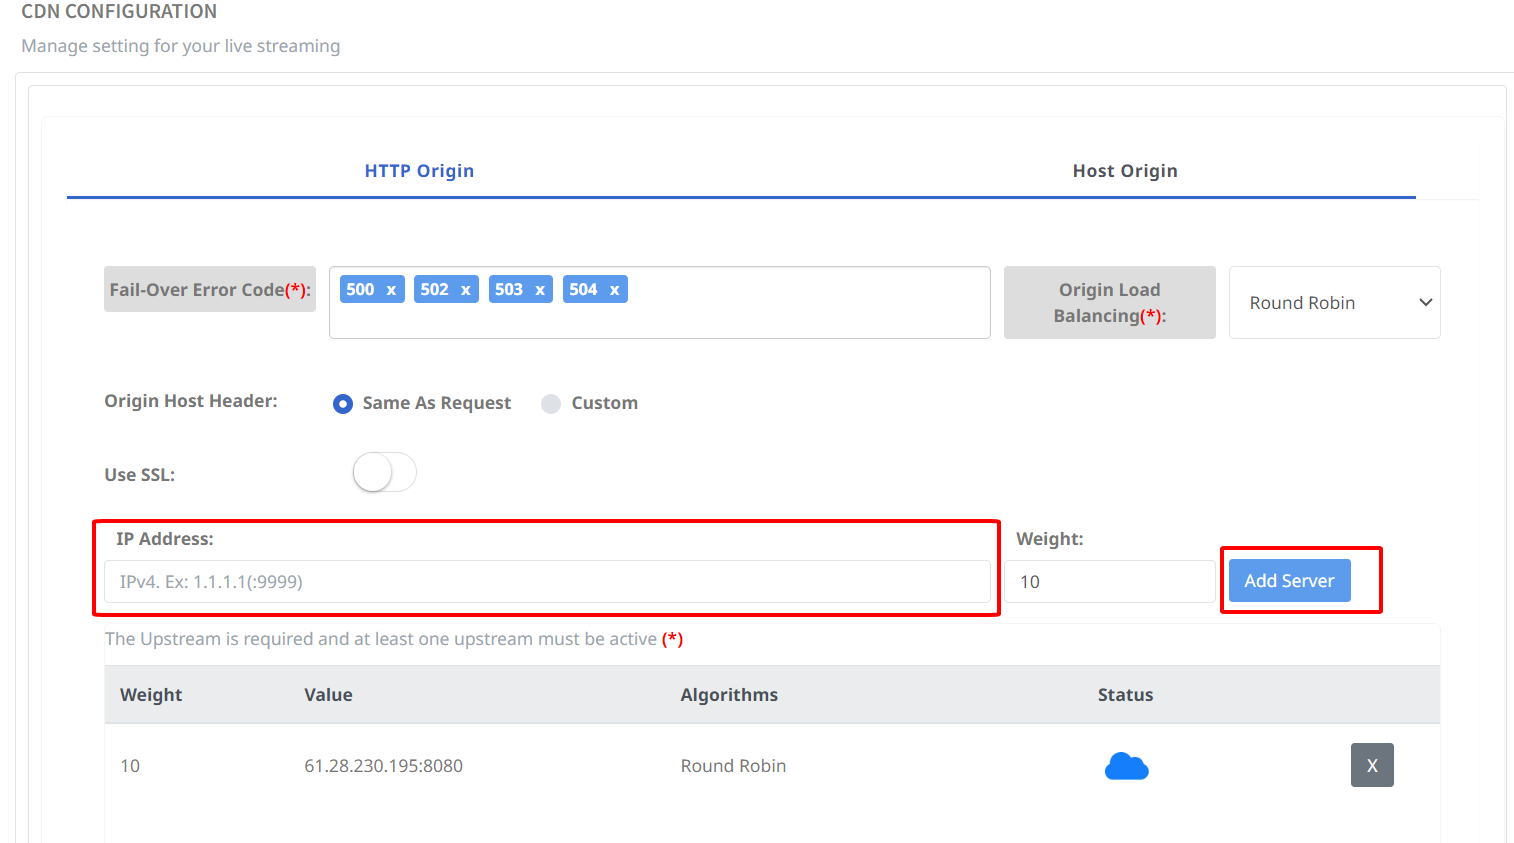 CDN CONFIGURATION
Manage setting for your live streaming
HTTP Origin
Host Origin
Fail-Over Error Code(*):
500 x 502 x 503 x 504 x
Origin Load
Balancing(*):
Round Robin
Origin Host Header:
Same As Request
Custom
Use SSL:
IP Address:
Weight:
IPv4. Ex: 1.1.1.1(:9999)
10
Add Server
The Upstream is required and at least one upstream must be active (*)
Weight Value Algorithms Status
10 61.28.230.195:8080 Round Robin X